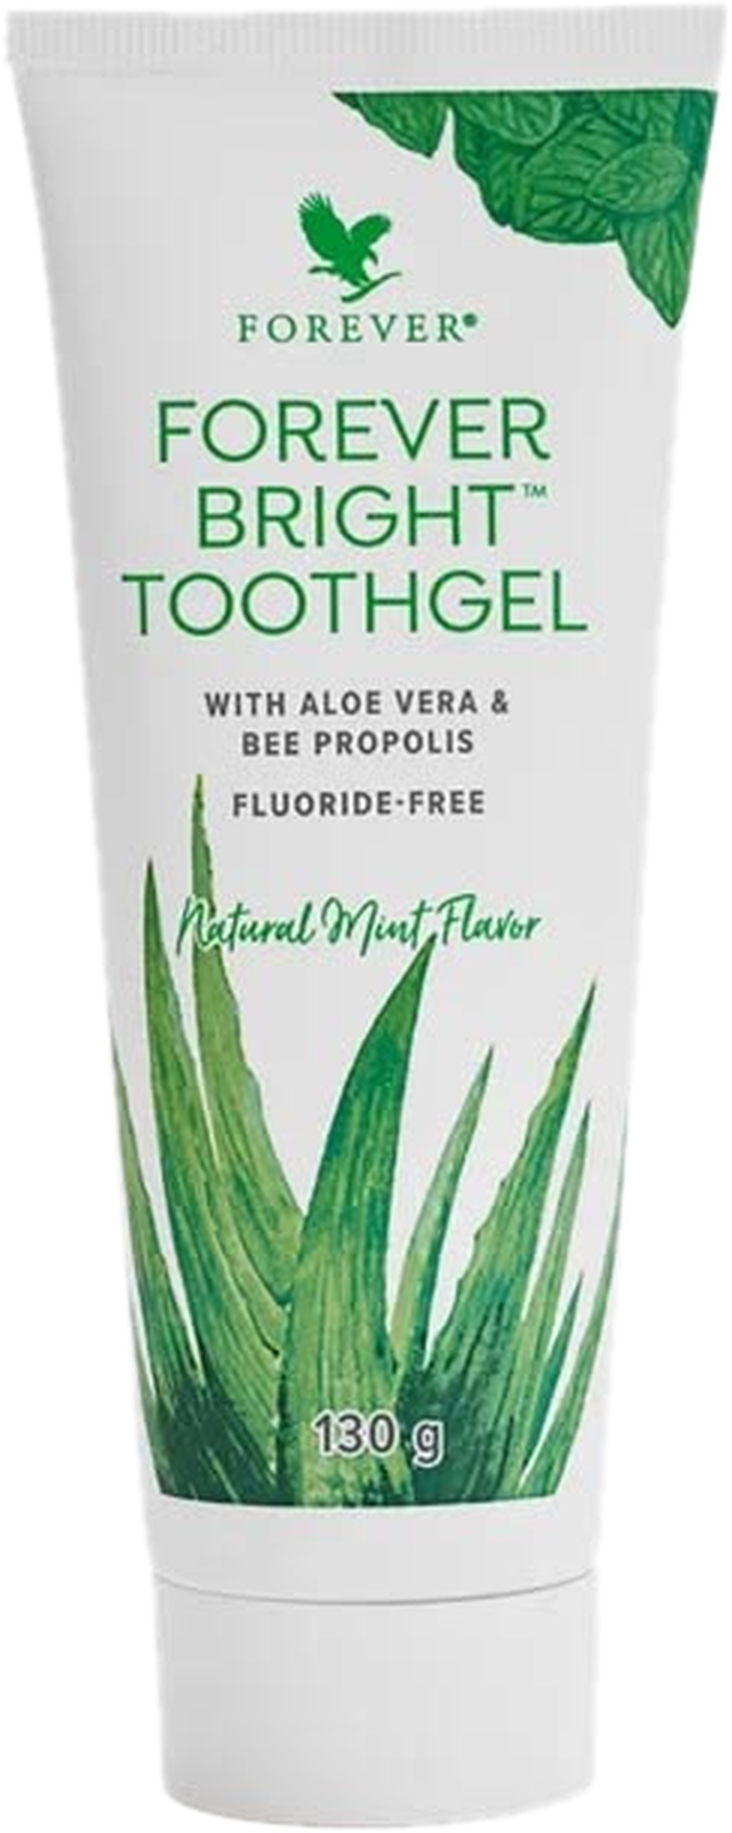 FOREVER®
FOREVER
BRIGHT™
TOOTHGEL
WITH ALOE VERA &
BEE PROPOLIS
FLUORIDE-FREE
Natural Mint Flavor
130 g